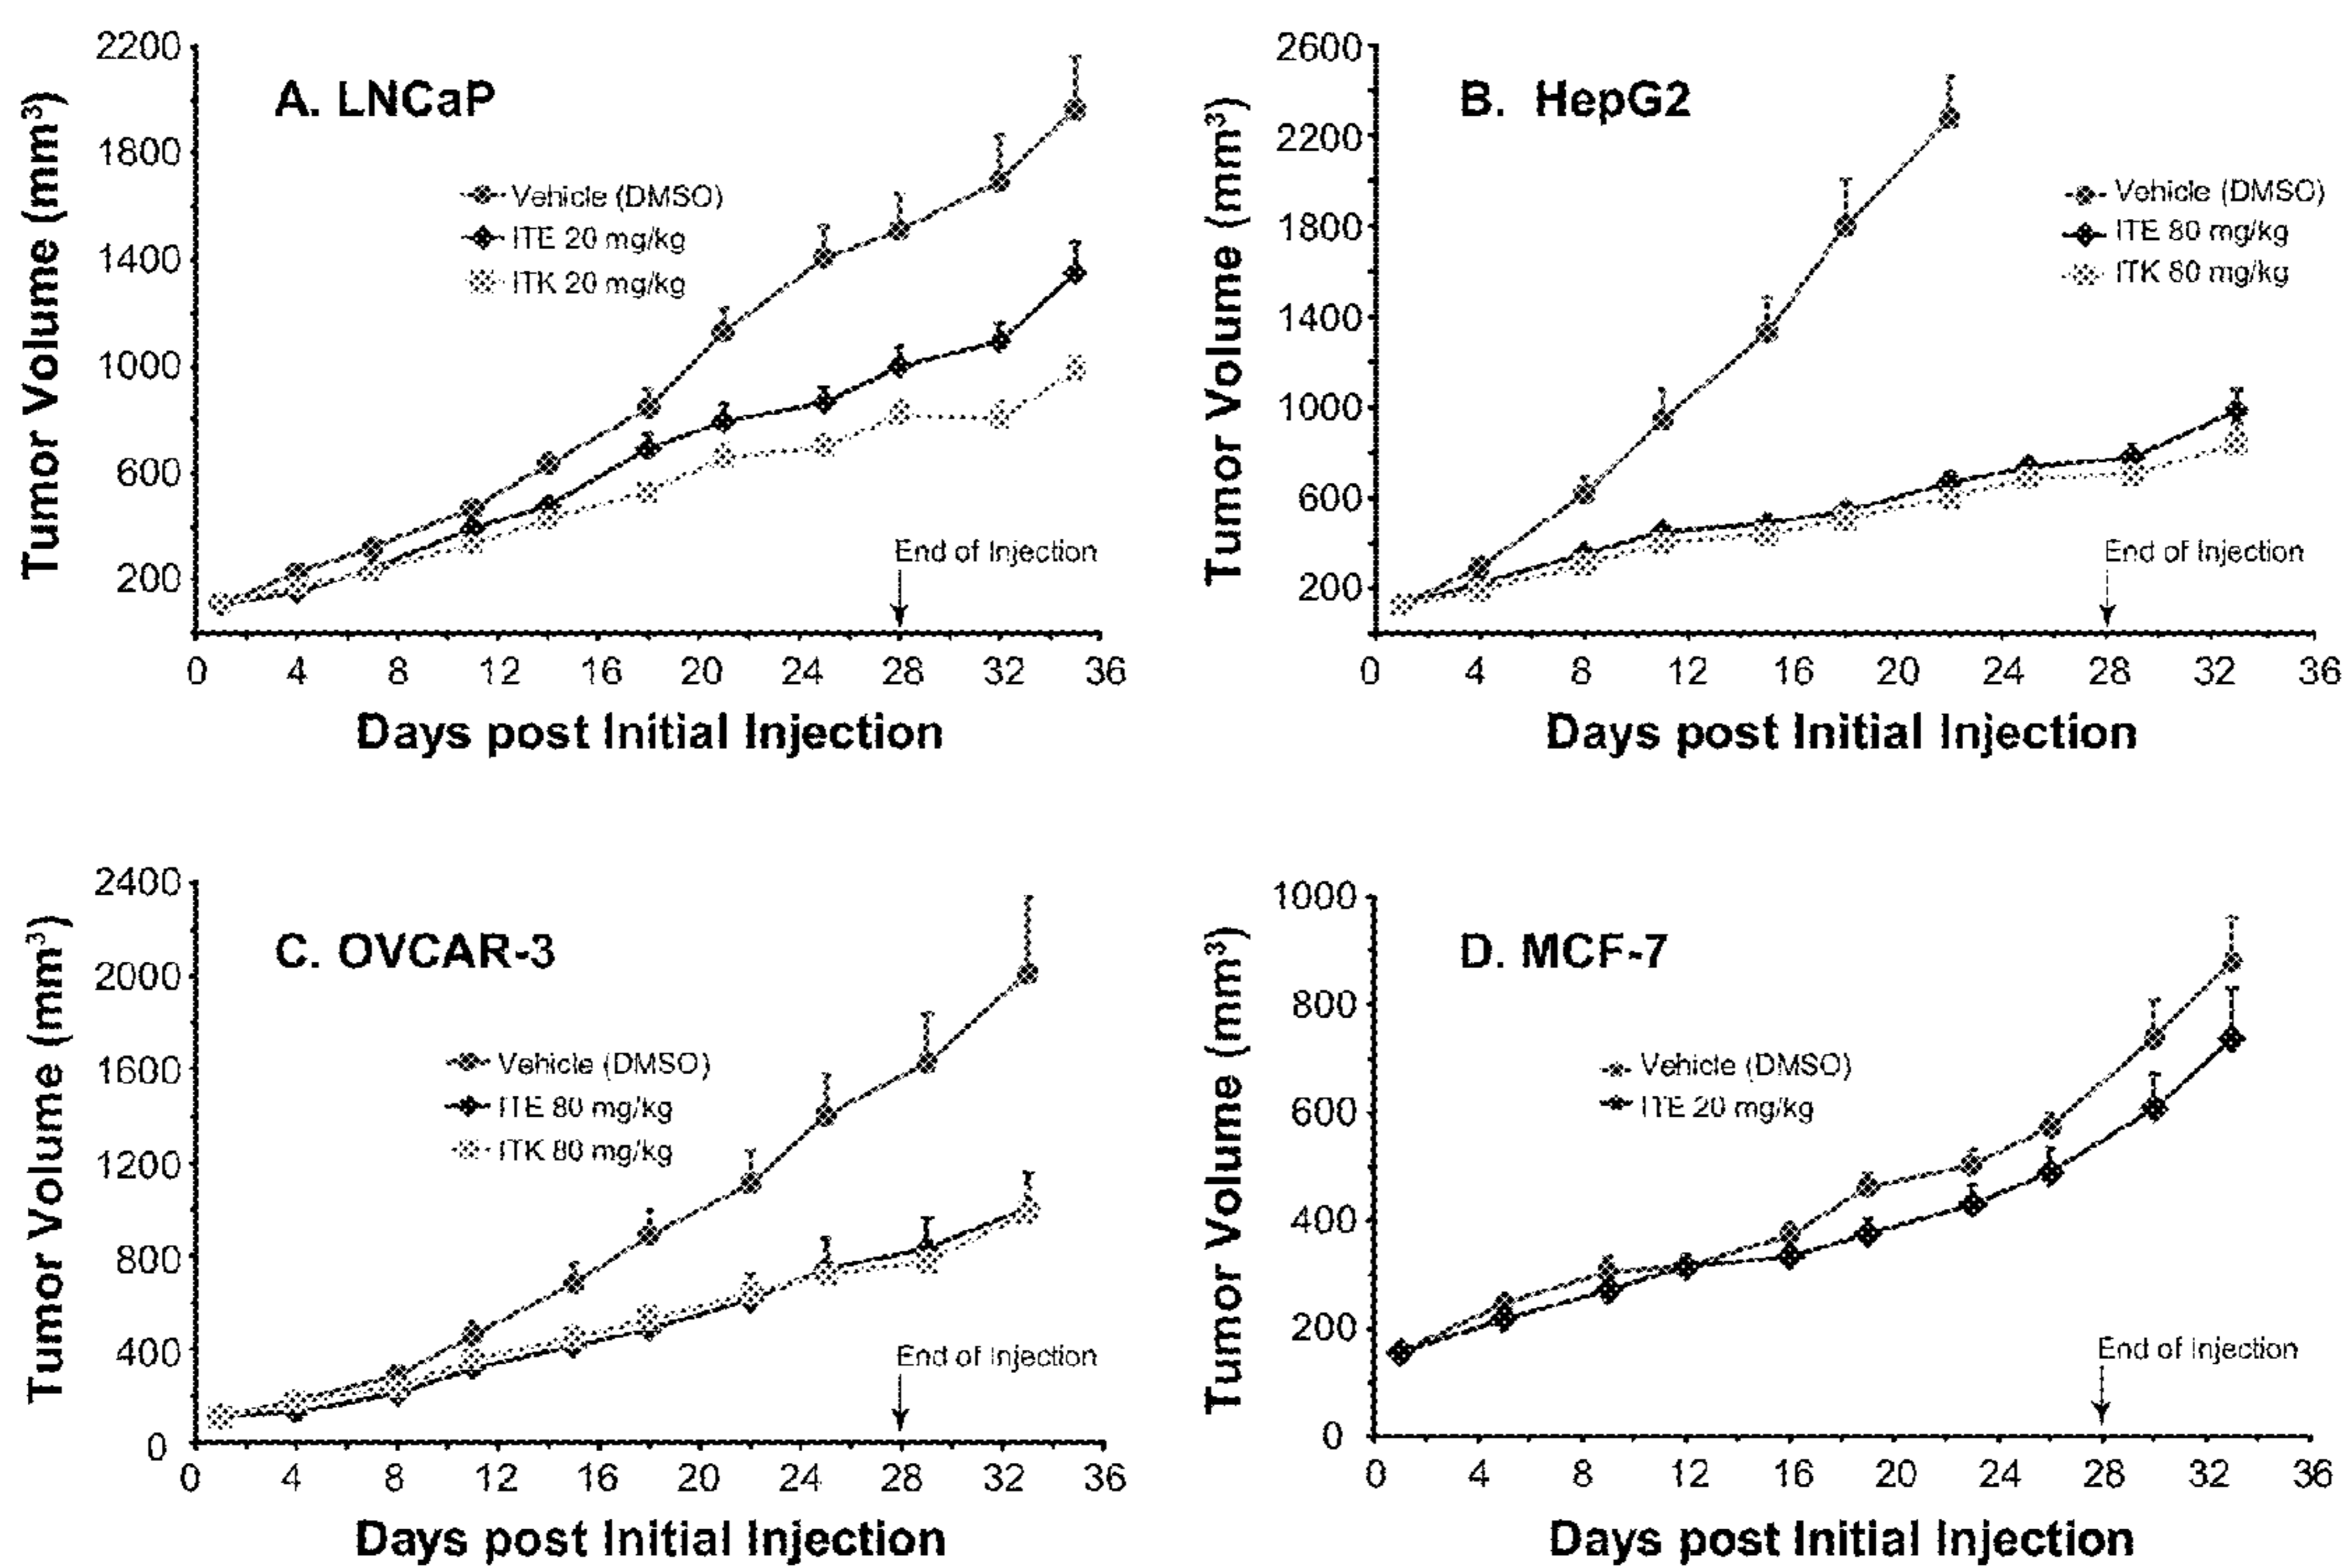 A. LNCaP
Tumor Volume (mm³)
2200
1800
1400
1000
600
200
Vehicle (DMSO)
ITE 20 mg/kg
ITK 20 mg/kg
End of Injection
0 4 8 12 16 20 24 28 32 36
Days post Initial Injection
B. HepG2
Tumor Volume (mm³)
2600
2200
1800
1400
1000
600
200
Vehicle (DMSO)
ITE 80 mg/kg
ITK 80 mg/kg
End of Injection
0 4 8 12 16 20 24 28 32 36
Days post Initial Injection
C. OVCAR-3
Tumor Volume (mm³)
2400
2000
1600
1200
800
400
0
Vehicle (DMSO)
ITE 80 mg/kg
ITK 80 mg/kg
End of Injection
0 4 8 12 16 20 24 28 32 36
Days post Initial Injection
D. MCF-7
Tumor Volume (mm³)
1000
800
600
400
200
0
Vehicle (DMSO)
ITE 20 mg/kg
End of Injection
0 4 8 12 16 20 24 28 32 36
Days post Initial Injection